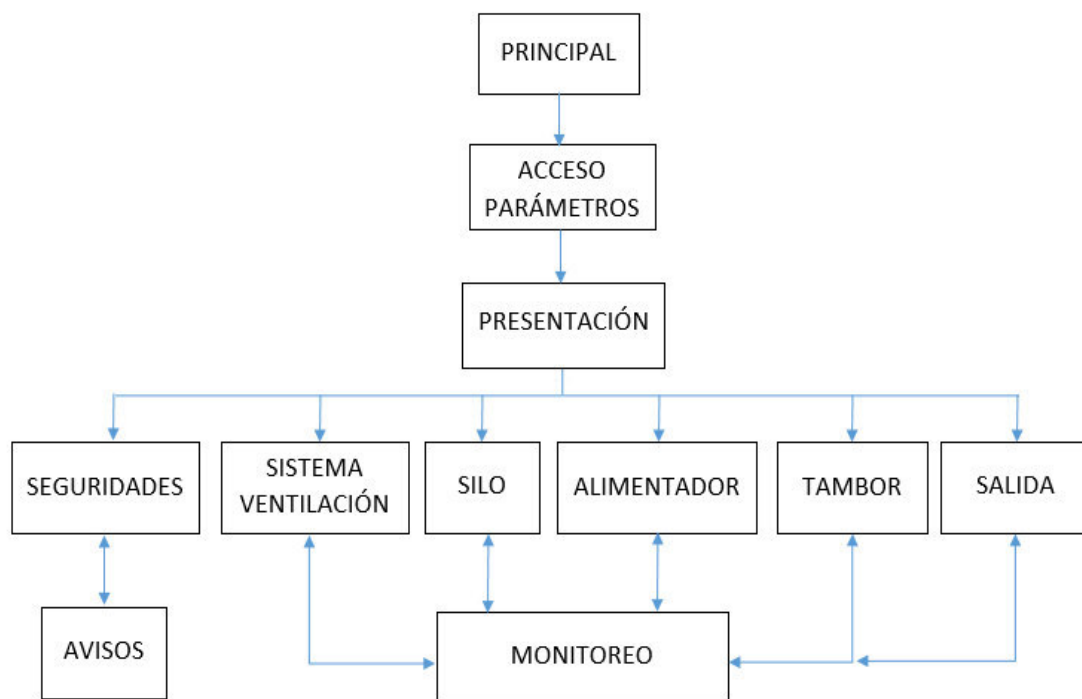 PRINCIPAL
ACCESO
PARÁMETROS
PRESENTACIÓN
SEGURIDADES
SISTEMA
VENTILACIÓN
SILO
ALIMENTADOR
TAMBOR
SALIDA
AVISOS
MONITOREO